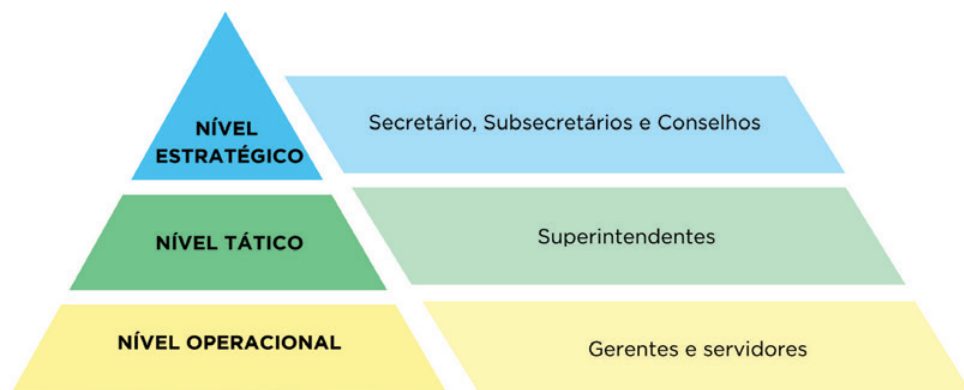 NÍVEL
ESTRATÉGICO
Secretário, Subsecretários e Conselhos
NÍVEL TÁTICO
Superintendentes
NÍVEL OPERACIONAL
Gerentes e servidores